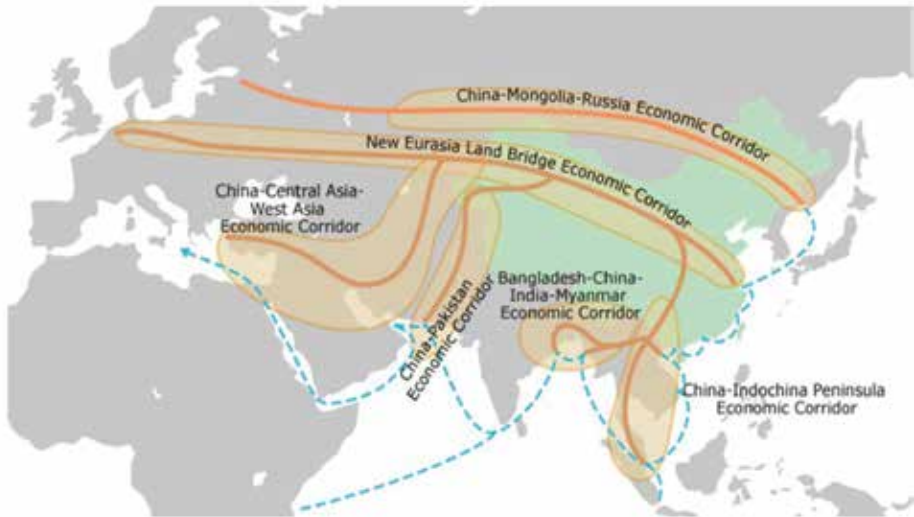 China-Mongolia-Russia Economic Corridor
New Eurasia Land Bridge Economic Corridor
China-Central Asia-
West Asia
Economic Corridor
China-Pakistan
Economic Corridor
Bangladesh-China-
India-Myanmar
Economic Corridor
China-Indochina Peninsula
Economic Corridor